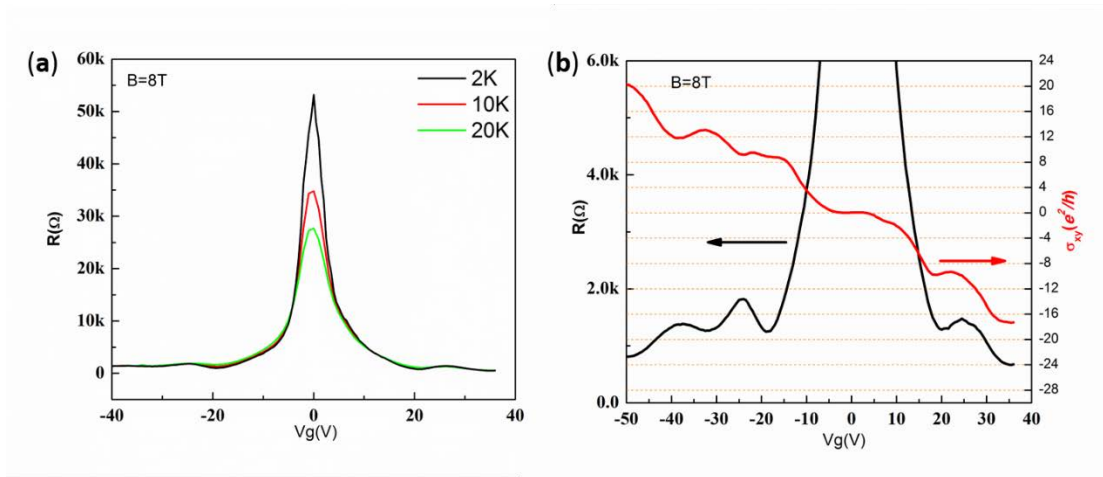 (a)
B=8T
2K
10K
20K
60k
50k
40k
30k
20k
10k
0
R(Ω)
-40
-20
0
20
40
Vg(V)
(b)
B=8T
6.0k
4.0k
2.0k
0.0
R(Ω)
24
20
16
12
8
4
0
-4
-8
-12
-16
-20
-24
-28
σxy(e²/h)
-50
-40
-30
-20
-10
0
10
20
30
40
Vg(V)